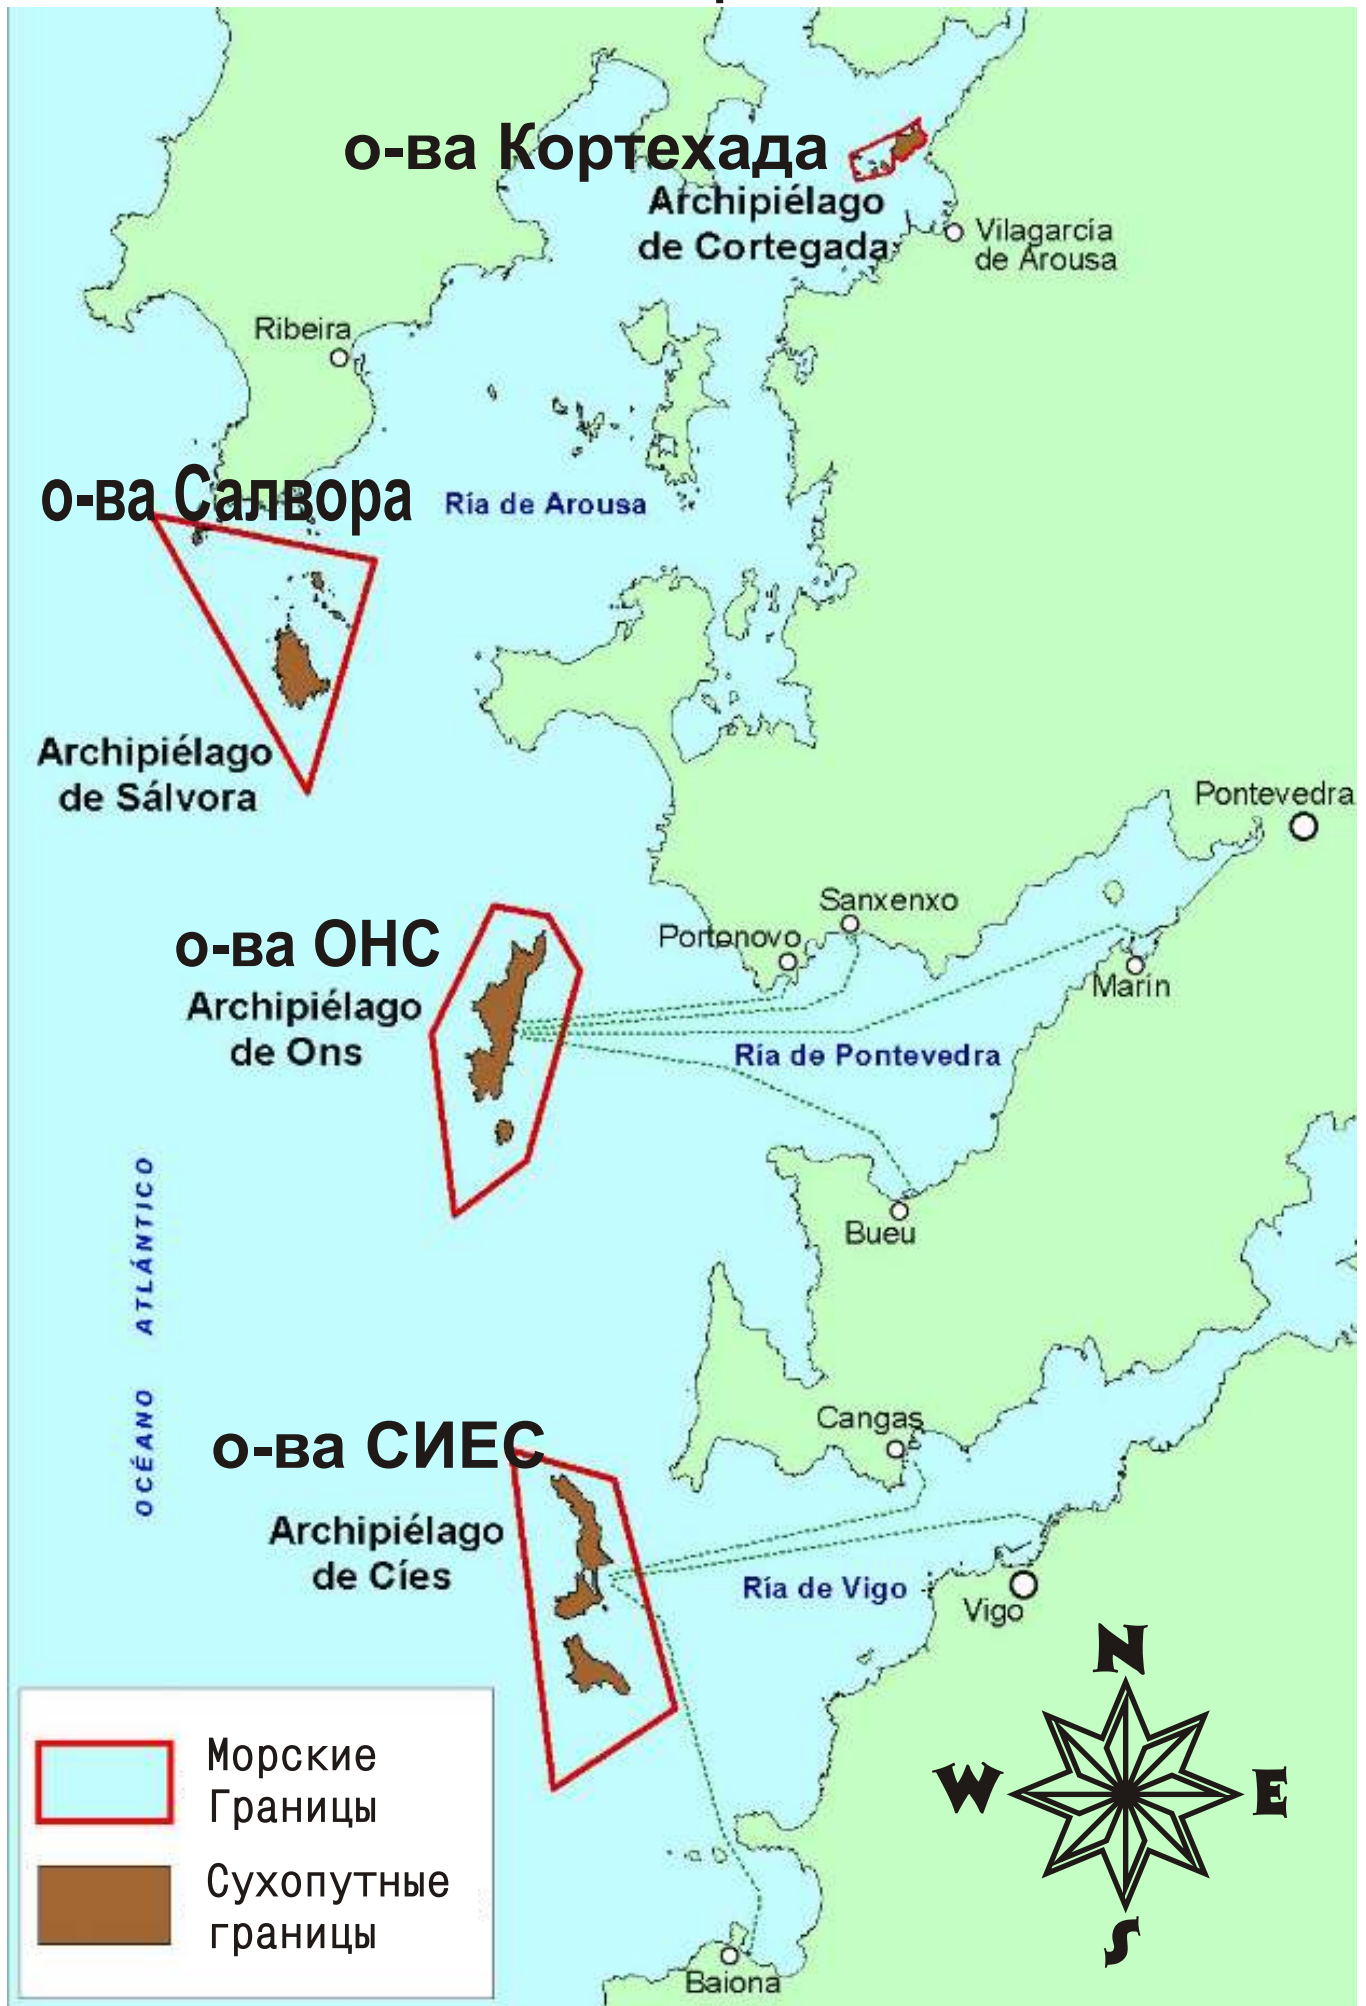 о-ва Кортехада
Archipiélago
de Cortegada
Vilagarcía
de Arousa
Ribeira
о-ва Салвора
Ría de Arousa
Archipiélago
de Sálvora
Pontevedra
Sanxenxo
Portonovo
о-ва ОНС
Marín
Archipiélago
de Ons
Ría de Pontevedra
Bueu
OCÉANO ATLÁNTICO
Cangas
о-ва СИЕС
Archipiélago
de Cíes
Ría de Vigo
Vigo
N
W
E
S
Морские
Границы
Сухопутные
границы
Baiona